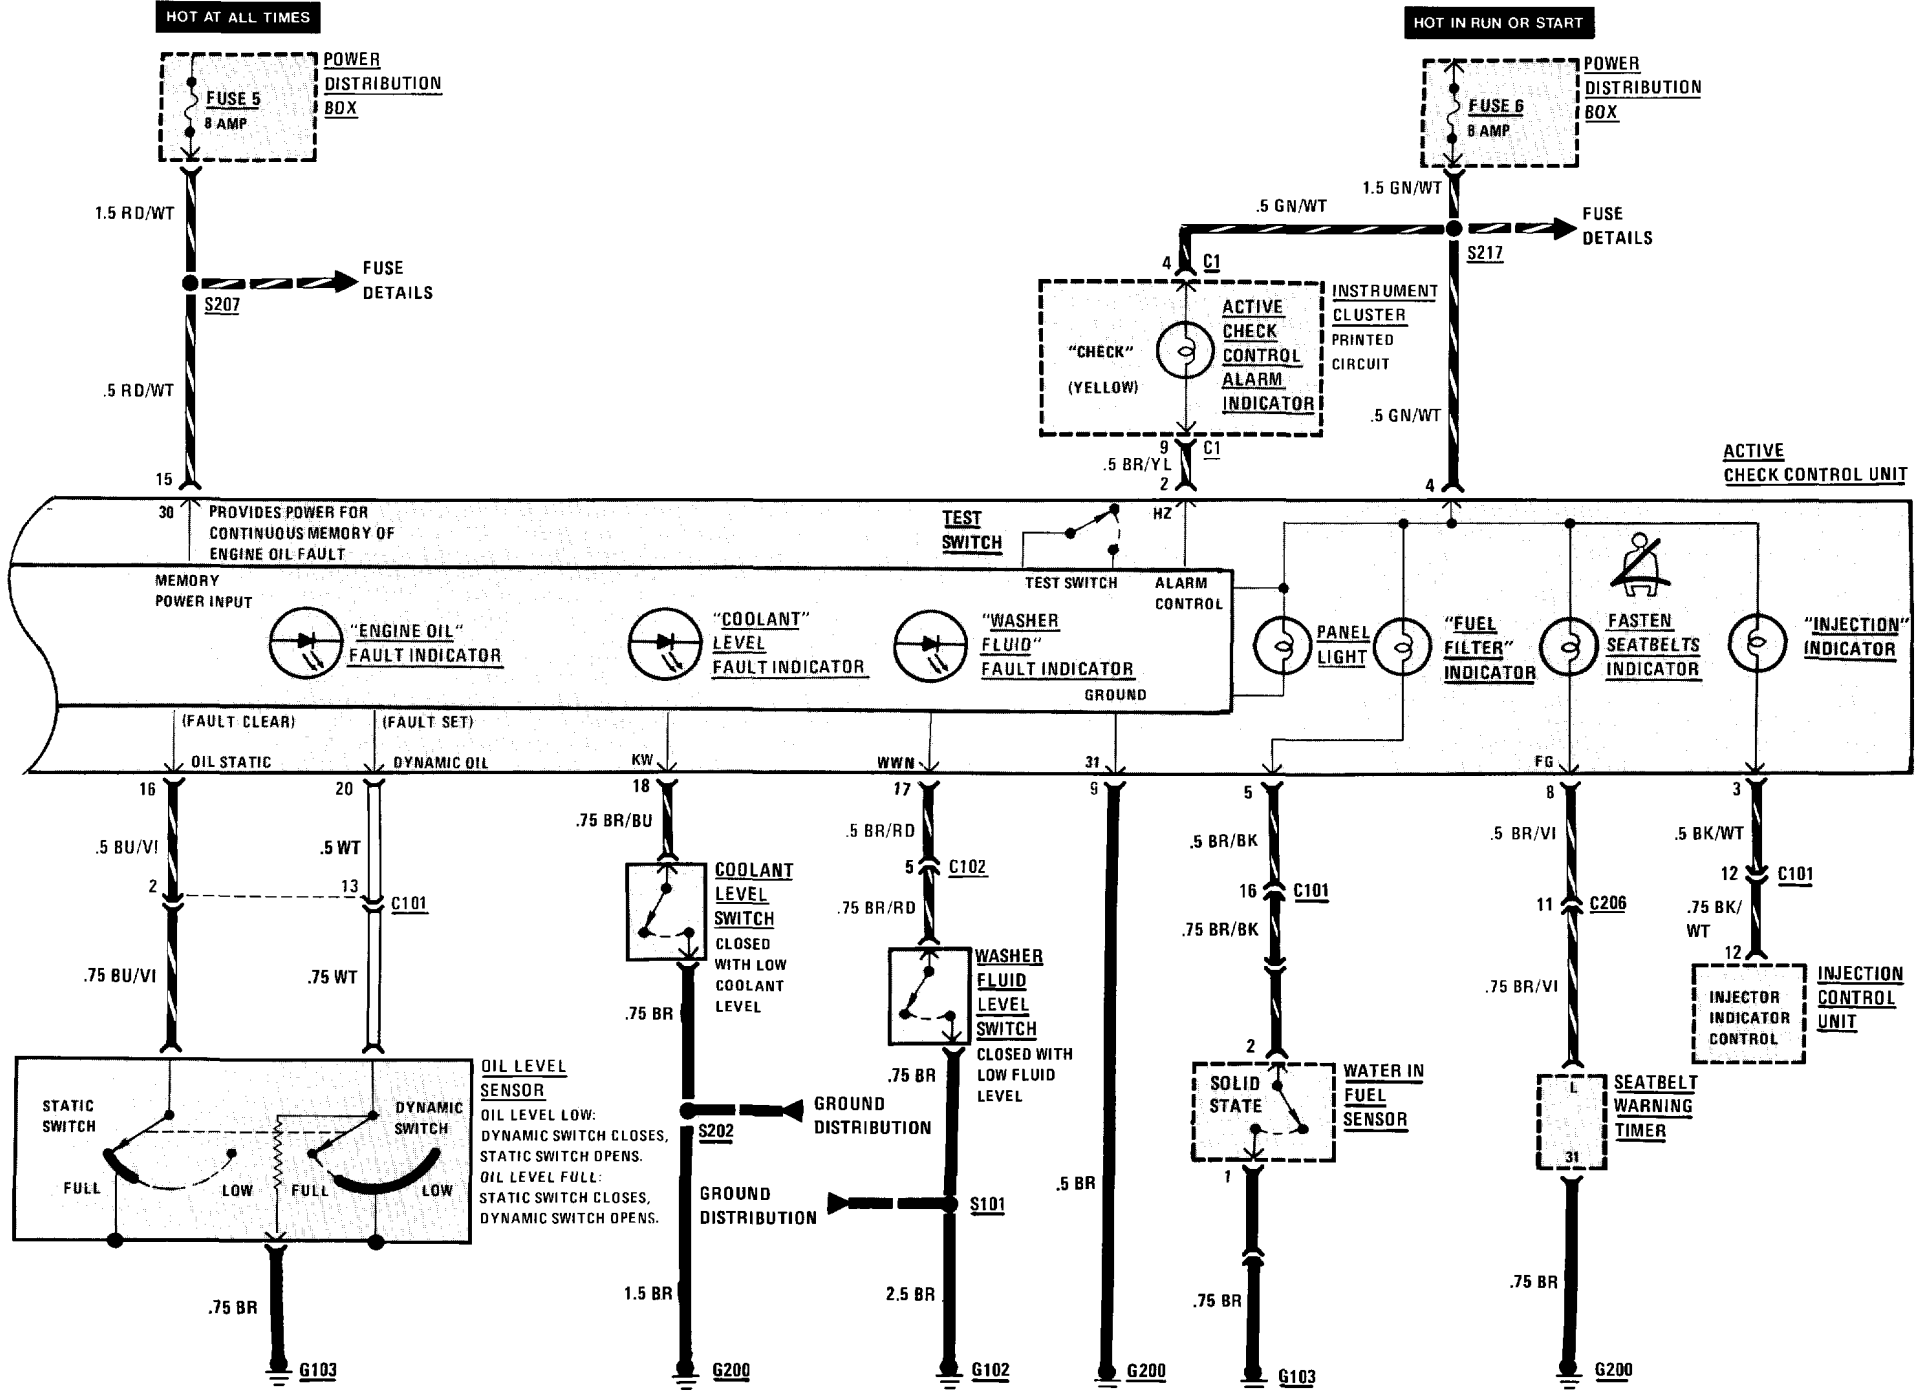 HOT AT ALL TIMES
HOT IN RUN OR START
POWER
DISTRIBUTION
BOX
FUSE 5
8 AMP
POWER
DISTRIBUTION
BOX
FUSE 6
8 AMP
1.5 RD/WT
FUSE
DETAILS
S207
.5 RD/WT
15
1.5 GN/WT
.5 GN/WT
FUSE
DETAILS
S217
4
C1
INSTRUMENT
CLUSTER
PRINTED
CIRCUIT
ACTIVE
CHECK
CONTROL
ALARM
INDICATOR
"CHECK"
(YELLOW)
.5 GN/WT
9
C1
.5 BR/YL
2
4
ACTIVE
CHECK CONTROL UNIT
30
PROVIDES POWER FOR
CONTINUOUS MEMORY OF
ENGINE OIL FAULT
TEST
SWITCH
HZ
MEMORY
POWER INPUT
TEST SWITCH
ALARM
CONTROL
"ENGINE OIL"
FAULT INDICATOR
"COOLANT"
LEVEL
FAULT INDICATOR
"WASHER
FLUID"
FAULT INDICATOR
GROUND
PANEL
LIGHT
"FUEL
FILTER"
INDICATOR
FASTEN
SEATBELTS
INDICATOR
"INJECTION"
INDICATOR
(FAULT CLEAR)
(FAULT SET)
OIL STATIC
DYNAMIC OIL
KW
WWN
31
FG
16
20
18
17
9
5
8
3
.5 BU/VI
.5 WT
.75 BR/BU
.5 BR/RD
.5 BR/BK
.5 BR/VI
.5 BK/WT
2
13
C101
5
C102
16
C101
11
C206
12
C101
.75 BU/VI
.75 WT
.75 BR/RD
.75 BR/BK
.75 BR/VI
.75 BK/
WT
12
COOLANT
LEVEL
SWITCH
CLOSED
WITH LOW
COOLANT
LEVEL
WASHER
FLUID
LEVEL
SWITCH
CLOSED WITH
LOW FLUID
LEVEL
INJECTOR
INDICATOR
CONTROL
INJECTION
CONTROL
UNIT
.75 BR
.75 BR
2
SOLID
STATE
WATER IN
FUEL
SENSOR
1
L
31
SEATBELT
WARNING
TIMER
STATIC
SWITCH
DYNAMIC
SWITCH
FULL
LOW
FULL
LOW
OIL LEVEL
SENSOR
OIL LEVEL LOW:
DYNAMIC SWITCH CLOSES,
STATIC SWITCH OPENS.
OIL LEVEL FULL:
STATIC SWITCH CLOSES,
DYNAMIC SWITCH OPENS.
S202
GROUND
DISTRIBUTION
GROUND
DISTRIBUTION
S101
.5 BR
.75 BR
1.5 BR
2.5 BR
.75 BR
.75 BR
G103
G200
G102
G200
G103
G200